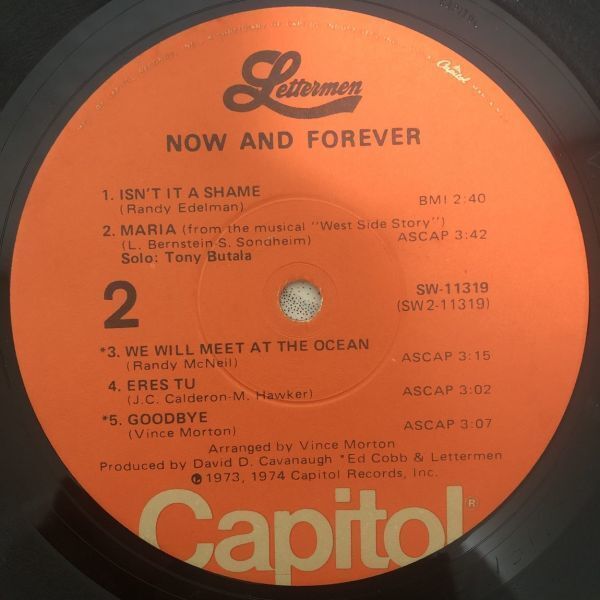 Lettermen
Capitol
NOW AND FOREVER
1. ISN'T IT A SHAME
(Randy Edelman) BMI 2:40
2. MARIA (from the musical "West Side Story")
(L. Bernstein S. Sondheim) ASCAP 3:42
Solo: Tony Butala
2
SW-11319
(SW2-11319)
*3. WE WILL MEET AT THE OCEAN
(Randy McNeil) ASCAP 3:15
4. ERES TU
(J.C. Calderon-M. Hawker) ASCAP 3:02
*5. GOODBYE
(Vince Morton) ASCAP 3:07
Arranged by Vince Morton
Produced by David D. Cavanaugh *Ed Cobb & Lettermen
℗ 1973, 1974 Capitol Records, Inc.
Capitol®